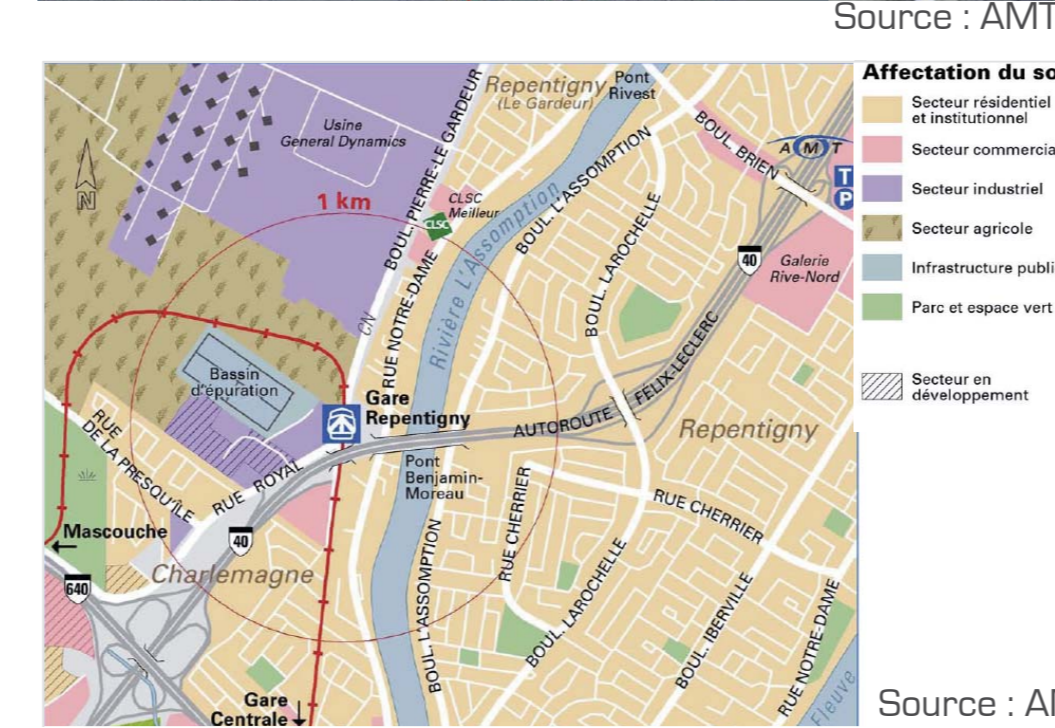 Source : AMT
Affectation du so
Secteur résidentiel
et institutionnel
Secteur commercia
Secteur industriel
Secteur agricole
Infrastructure publi
Parc et espace vert
Secteur en
développement
Repentigny
(Le Gardeur)
Pont
Rivest
Usine
General Dynamics
BOUL. PIERRE-LE GARDEUR
BOUL. L'ASSOMPTION
BOUL. BRIEN
AMT
T
P
1 km
CLSC
Meilleur
CLSC
N
Rivière L'Assomption
BOUL. LAROCHELLE
40
Galerie
Rive-Nord
RUE NOTRE-DAME
CN
Bassin
d'épuration
Gare
Repentigny
AUTOROUTE FÉLIX-LECLERC
Repentigny
RUE
DE LA PRESQU'ÎLE
RUE ROYAL
Pont
Benjamin-
Moreau
RUE CHERRIER
RUE CHERRIER
Mascouche
40
Charlemagne
640
BOUL. L'ASSOMPTION
BOUL. LAROCHELLE
BOUL. IBERVILLE
RUE NOTRE-DAME
Gare
Centrale
Fleuve
Source : AM